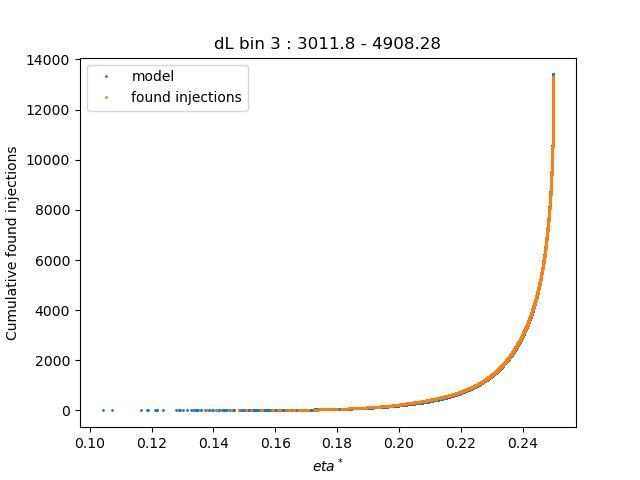 dL bin 3 : 3011.8 - 4908.28
model
found injections
14000
12000
10000
8000
6000
4000
2000
0
Cumulative found injections
0.10 0.12 0.14 0.16 0.18 0.20 0.22 0.24
eta*